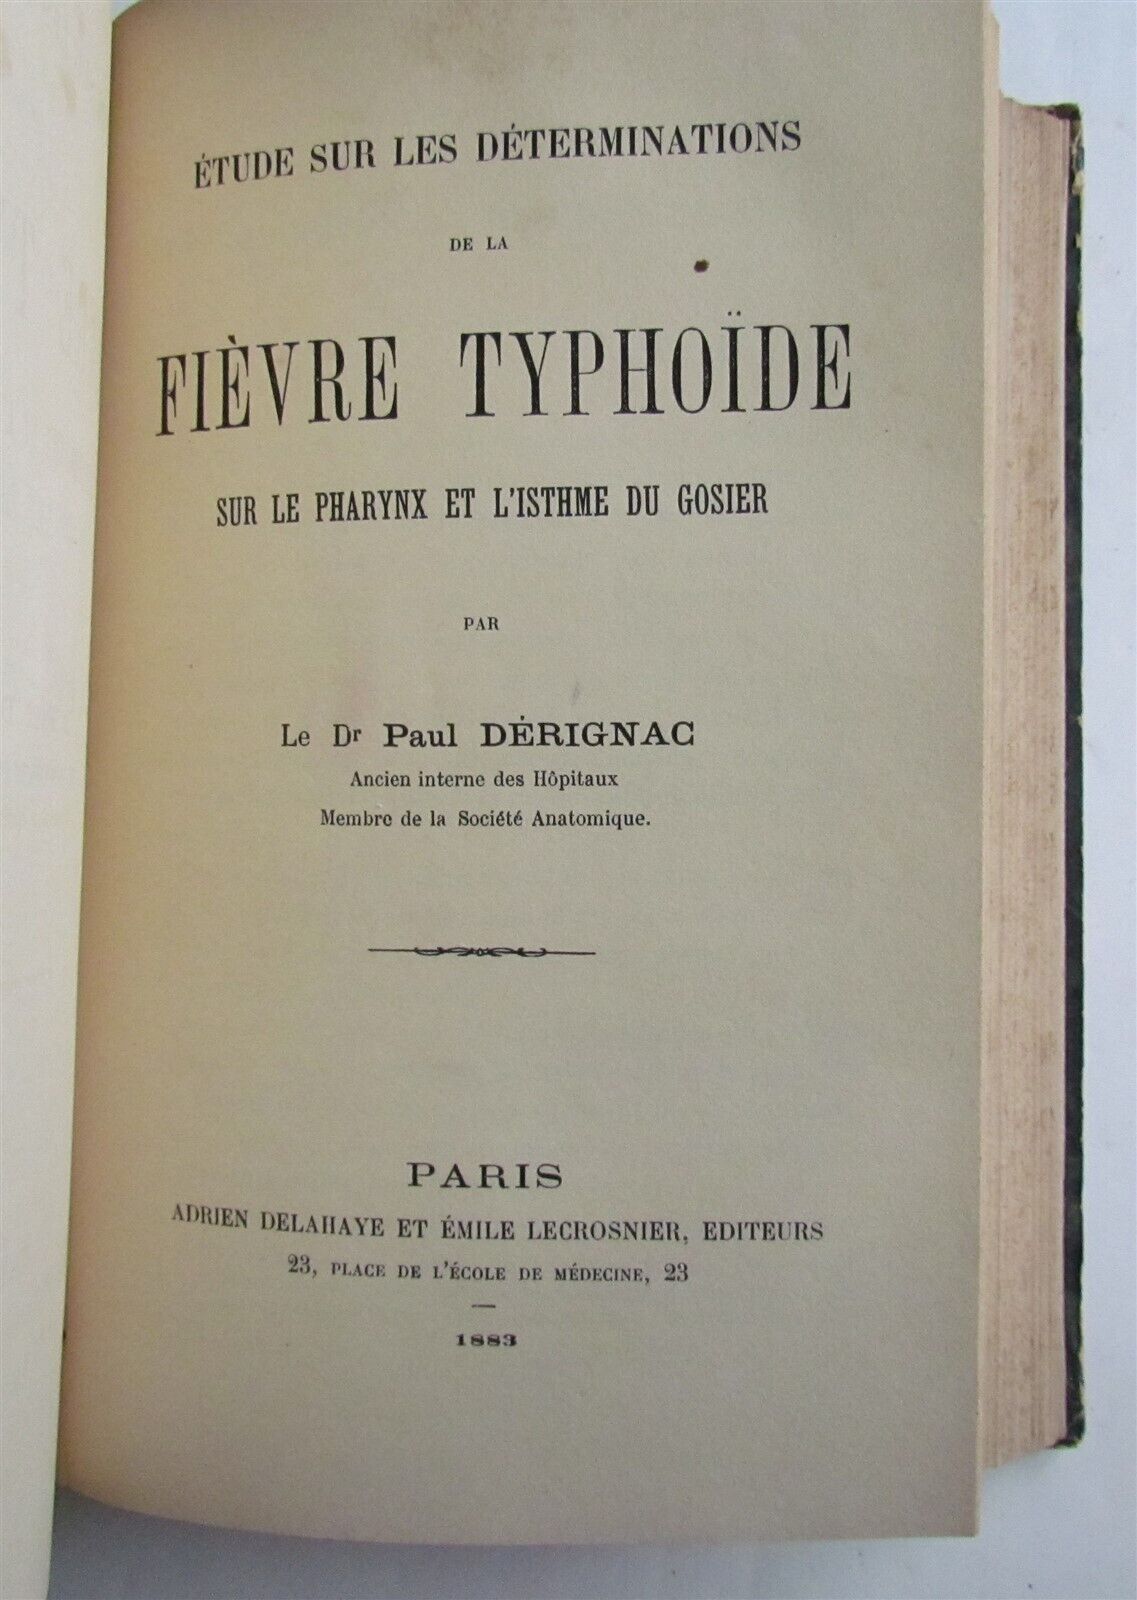 ÉTUDE SUR LES DÉTERMINATIONS
DE LA
FIÈVRE TYPHOÏDE
SUR LE PHARYNX ET L'ISTHME DU GOSIER
PAR
Le Dr Paul DÉRIGNAC
Ancien interne des Hôpitaux
Membre de la Société Anatomique.
PARIS
ADRIEN DELAHAYE ET ÉMILE LECROSNIER, EDITEURS
23, PLACE DE L'ÉCOLE DE MÉDECINE, 23
1883